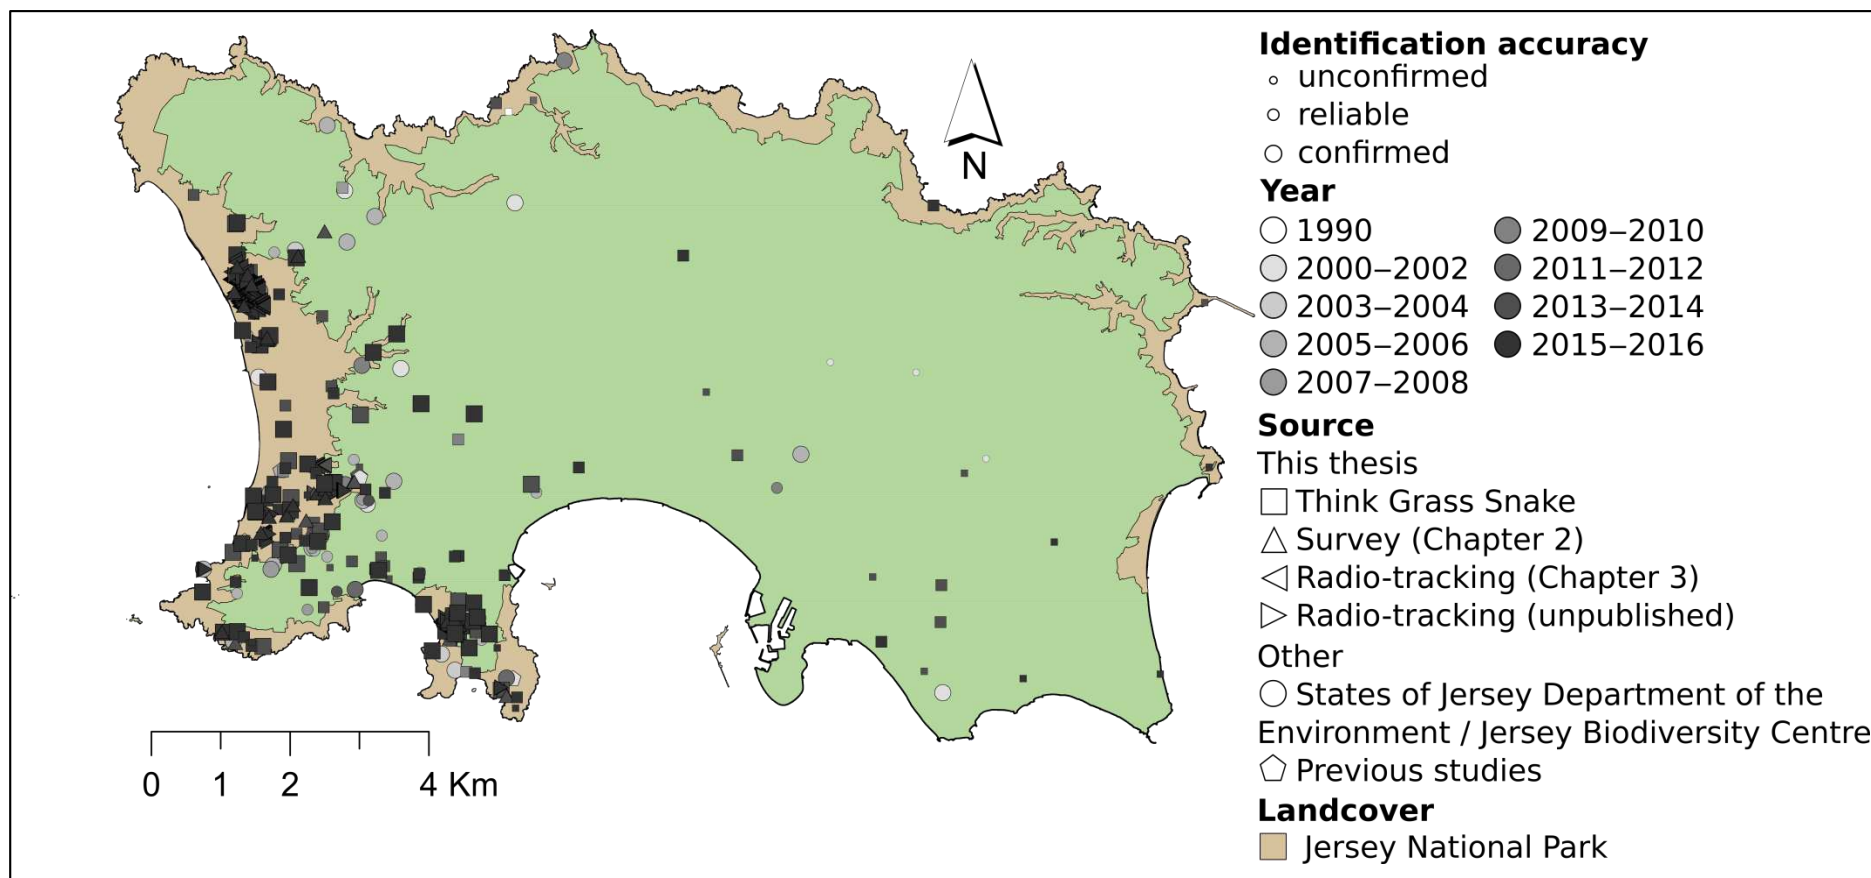 N
0 1 2 4 Km
Identification accuracy
unconfirmed
reliable
confirmed
Year
1990
2000–2002
2003–2004
2005–2006
2007–2008
2009–2010
2011–2012
2013–2014
2015–2016
Source
This thesis
Think Grass Snake
Survey (Chapter 2)
Radio-tracking (Chapter 3)
Radio-tracking (unpublished)
Other
States of Jersey Department of the
Environment / Jersey Biodiversity Centre
Previous studies
Landcover
Jersey National Park